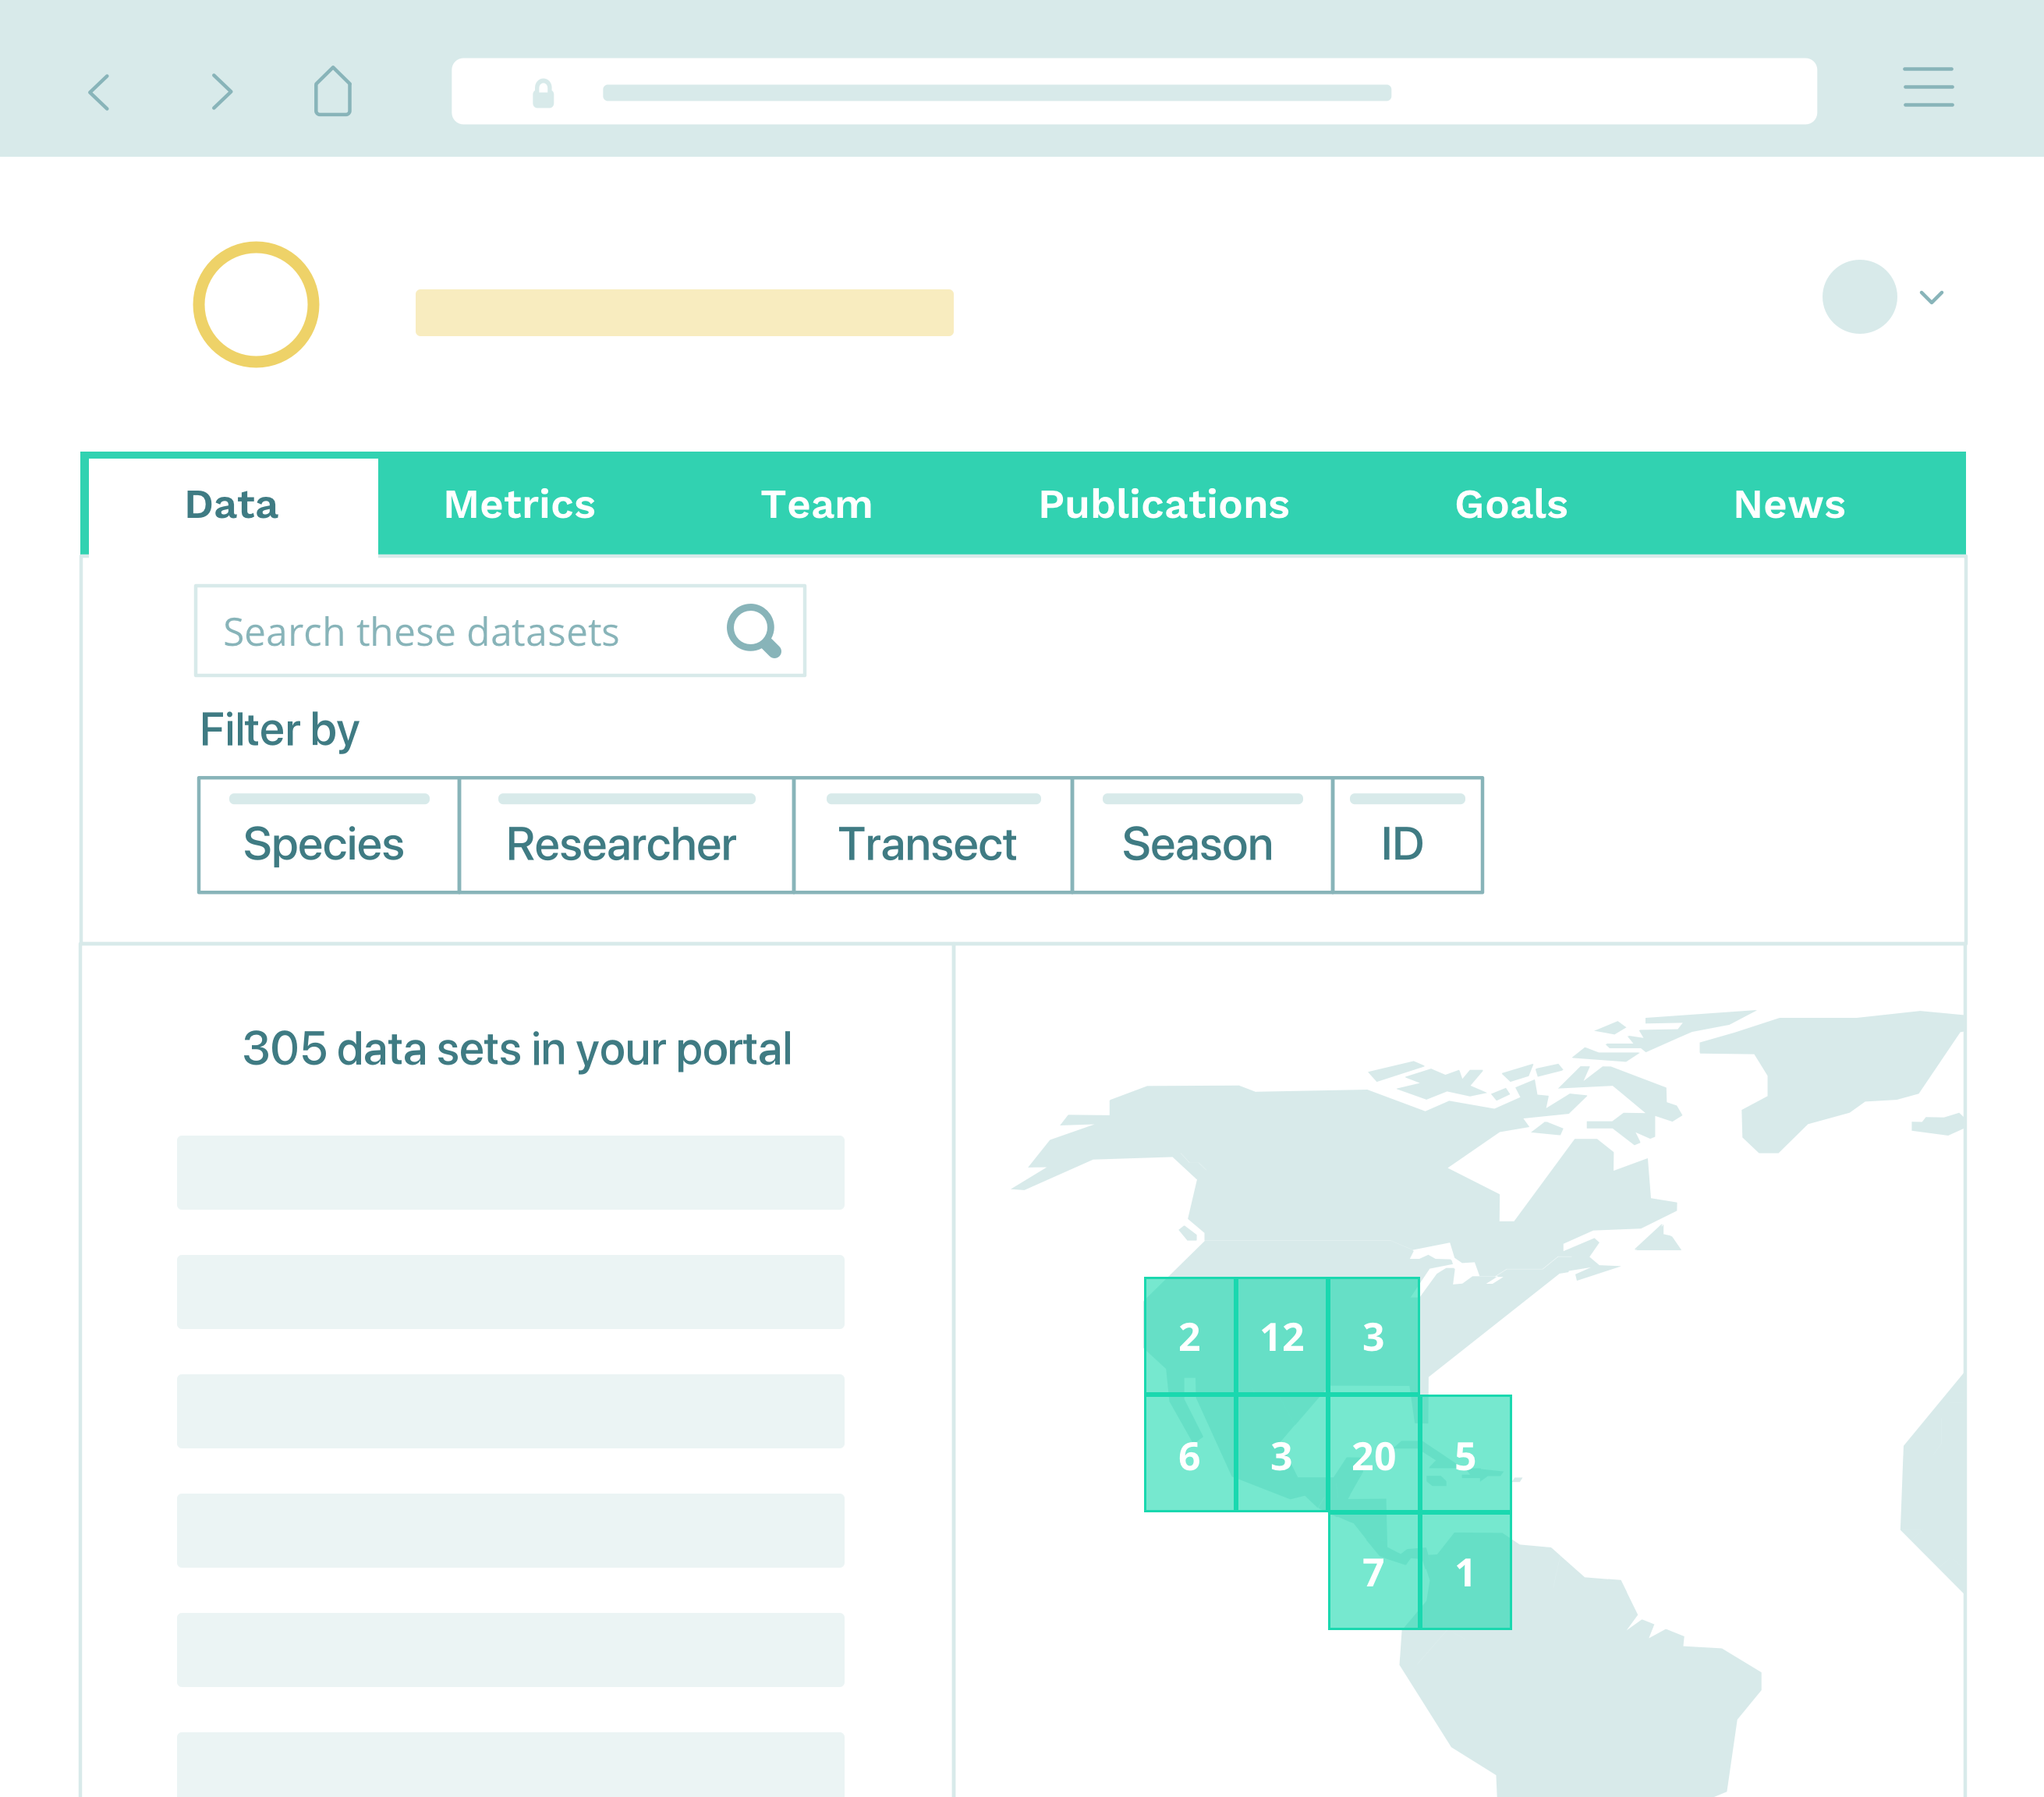 Data Metrics Team Publications Goals News
Search these datasets
Filter by
Species Researcher Transect Season ID
305 data sets in your portal
2 12 3
6 3 20 5
7 1